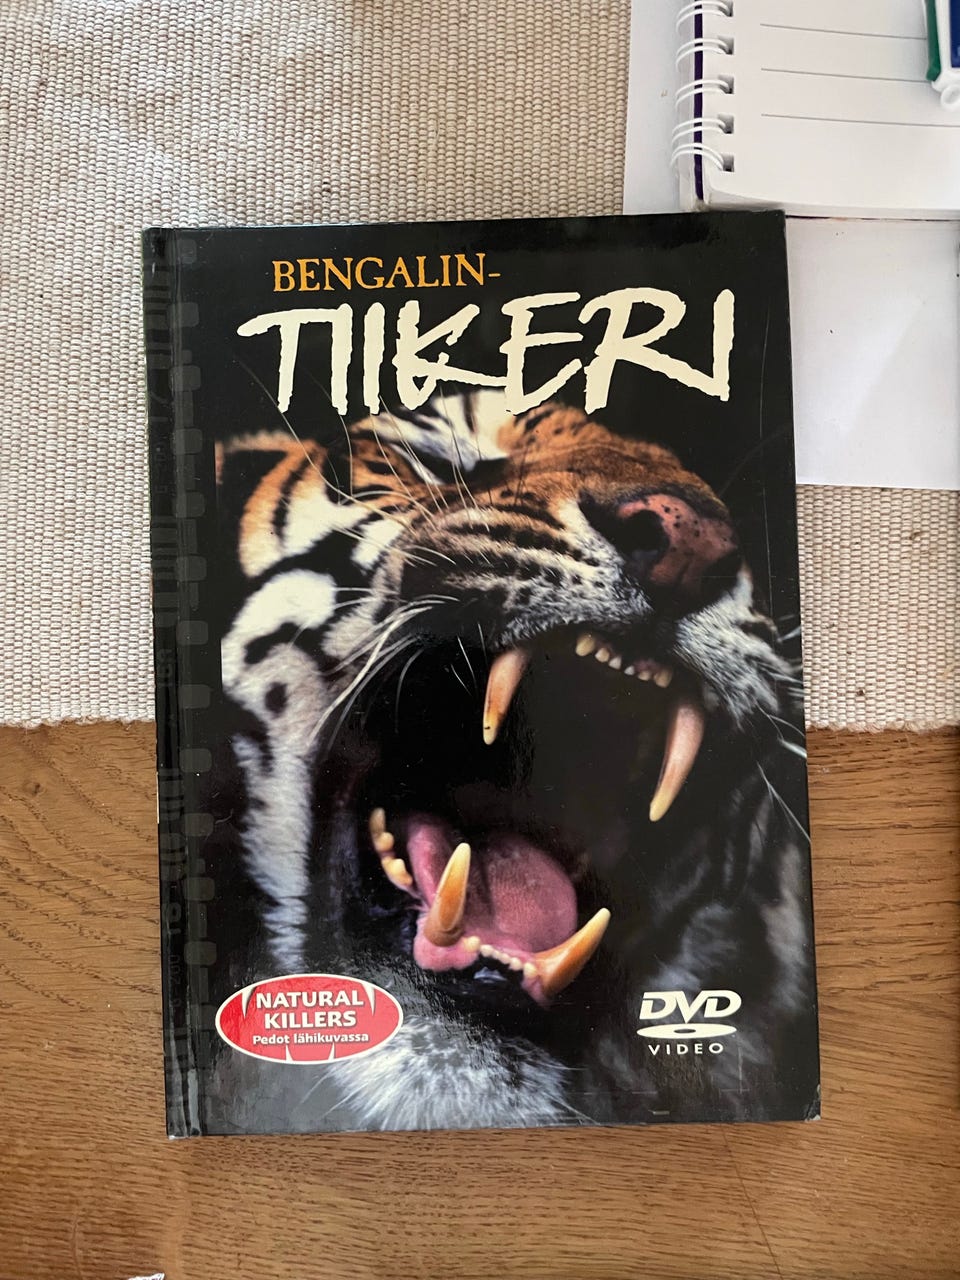 BENGALIN-
TIIKERI
NATURAL
KILLERS
Pedot lähikuvassa
DVD
VIDEO